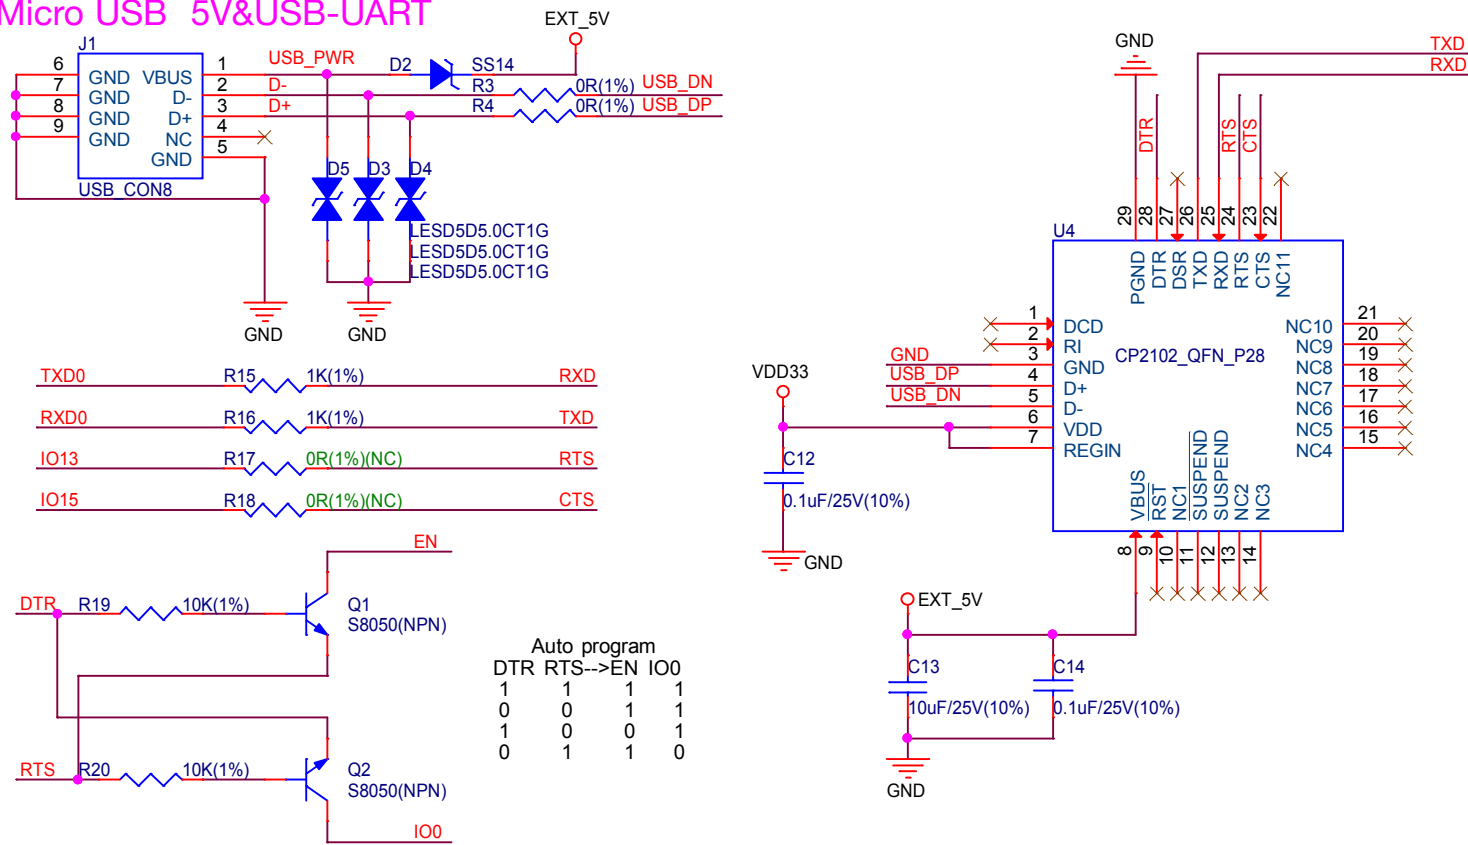 Micro USB 5V&USB-UART
EXT_5V
J1
6 GND VBUS 1 USB_PWR D2 SS14
7 GND D- 2 D- R3 0R(1%) USB_DN
8 GND D+ 3 D+ R4 0R(1%) USB_DP
9 GND NC 4
GND 5
USB_CON8
D5 D3 D4
LESD5D5.0CT1G
LESD5D5.0CT1G
LESD5D5.0CT1G
GND GND
TXD0 R15 1K(1%) RXD
RXD0 R16 1K(1%) TXD
IO13 R17 0R(1%)(NC) RTS
IO15 R18 0R(1%)(NC) CTS
EN
DTR R19 10K(1%) Q1
S8050(NPN)
RTS R20 10K(1%) Q2
S8050(NPN)
IO0
Auto program
DTR RTS-->EN IO0
1 1 1 1
0 0 1 1
1 0 0 1
0 1 1 0
GND
TXD
RXD
DTR RTS CTS
29 28 27 26 25 24 23 22
U4
PGND DTR DSR TXD RXD RTS CTS NC11
1 DCD
2 RI
GND 3 GND
USB_DP 4 D+
USB_DN 5 D-
6 VDD
7 REGIN
CP2102_QFN_P28
NC10 21
NC9 20
NC8 19
NC7 18
NC6 17
NC5 16
NC4 15
VBUS RST NC1 SUSPEND SUSPEND NC2 NC3
8 9 10 11 12 13 14
VDD33
C12
0.1uF/25V(10%)
GND
EXT_5V
C13 C14
10uF/25V(10%) 0.1uF/25V(10%)
GND